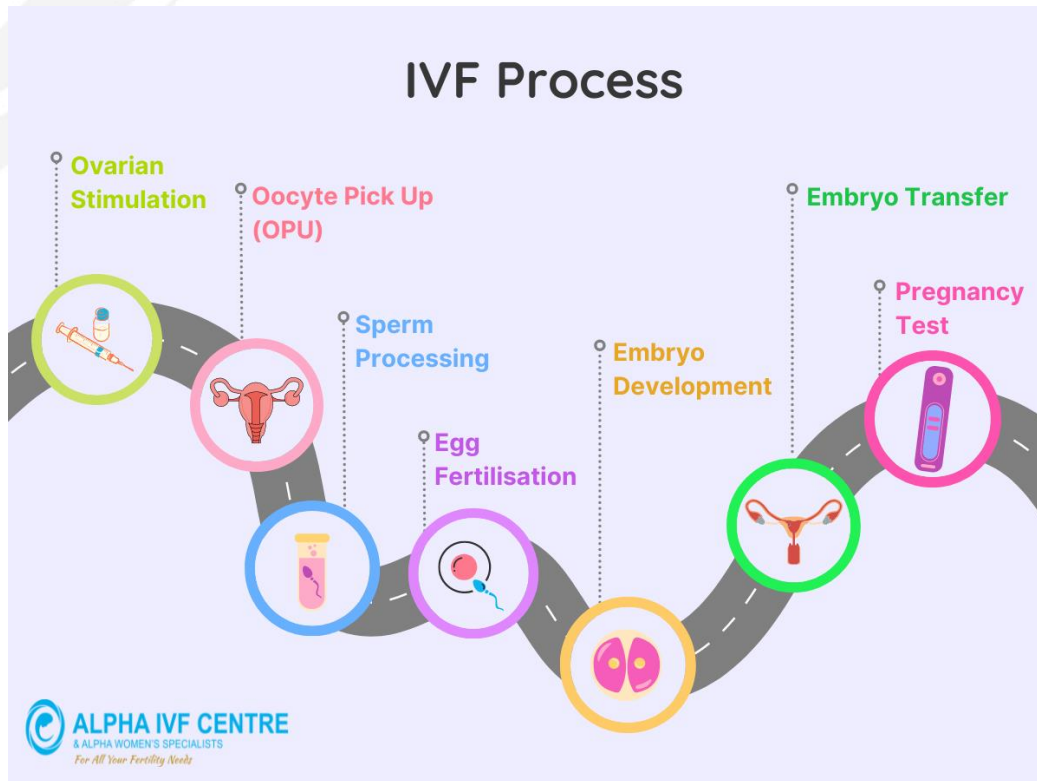 IVF Process
Ovarian
Stimulation
Oocyte Pick Up
(OPU)
Sperm
Processing
Egg
Fertilisation
Embryo
Development
Embryo Transfer
Pregnancy
Test
ALPHA IVF CENTRE
& ALPHA WOMEN'S SPECIALISTS
For All Your Fertility Needs